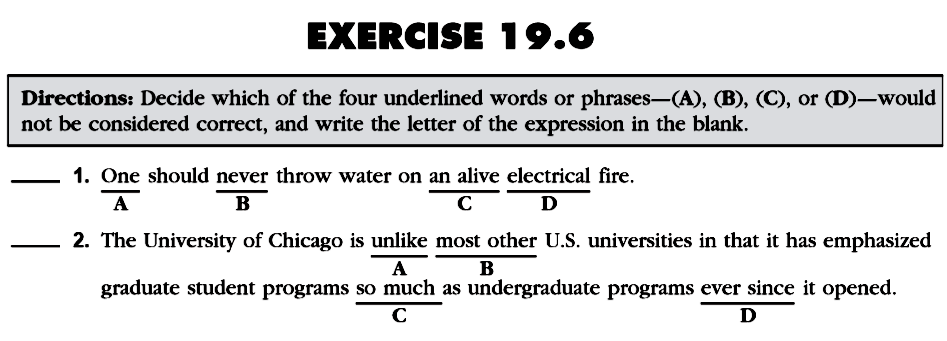 EXERCISE 19.6
Directions: Decide which of the four underlined words or phrases—(A), (B), (C), or (D)—would
not be considered correct, and write the letter of the expression in the blank.
____ 1. One should never throw water on an alive electrical fire.
A B C D
____ 2. The University of Chicago is unlike most other U.S. universities in that it has emphasized
A B
graduate student programs so much as undergraduate programs ever since it opened.
C D